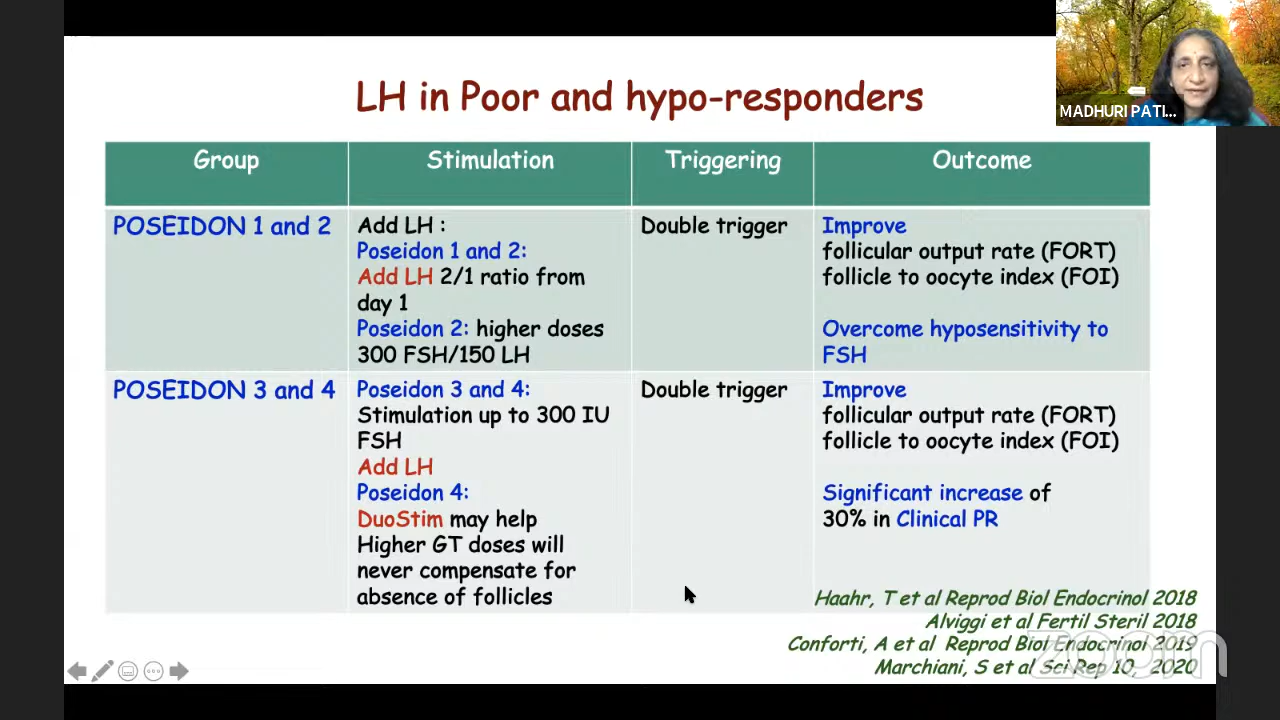 MADHURI PATI...
LH in Poor and hypo-responders
Group
Stimulation
Triggering
Outcome
POSEIDON 1 and 2
Add LH :
Poseidon 1 and 2:
Add LH 2/1 ratio from
day 1
Poseidon 2: higher doses
300 FSH/150 LH
Double trigger
Improve
follicular output rate (FORT)
follicle to oocyte index (FOI)
Overcome hyposensitivity to
FSH
POSEIDON 3 and 4
Poseidon 3 and 4:
Stimulation up to 300 IU
FSH
Add LH
Poseidon 4:
DuoStim may help
Higher GT doses will
never compensate for
absence of follicles
Double trigger
Improve
follicular output rate (FORT)
follicle to oocyte index (FOI)
Significant increase of
30% in Clinical PR
Haahr, T et al Reprod Biol Endocrinol 2018
Alviggi et al Fertil Steril 2018
Conforti, A et al Reprod Biol Endocrinol 2019
Marchiani, S et al Sci Rep 10, 2020
zoom